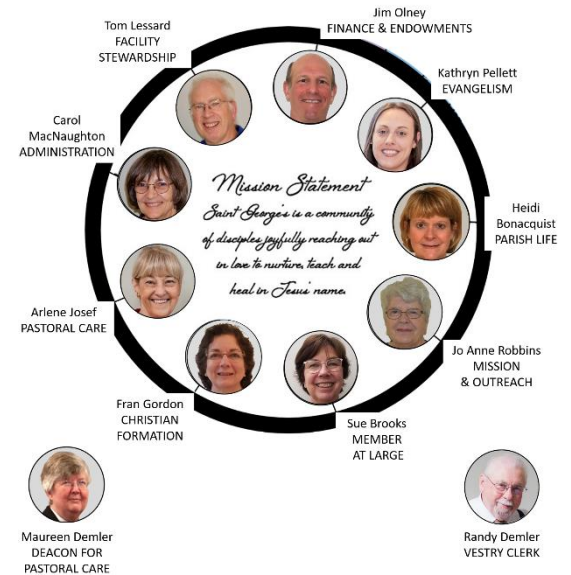 Jim Olney
FINANCE & ENDOWMENTS
Tom Lessard
FACILITY
STEWARDSHIP
Kathryn Pellett
EVANGELISM
Carol
MacNaughton
ADMINISTRATION
Mission Statement
Saint George's is a community
of disciples joyfully reaching out
in love to nurture, teach and
heal in Jesus' name.
Heidi
Bonacquist
PARISH LIFE
Arlene Josef
PASTORAL CARE
Jo Anne Robbins
MISSION
& OUTREACH
Fran Gordon
CHRISTIAN
FORMATION
Sue Brooks
MEMBER
AT LARGE
Maureen Demler
DEACON FOR
PASTORAL CARE
Randy Demler
VESTRY CLERK